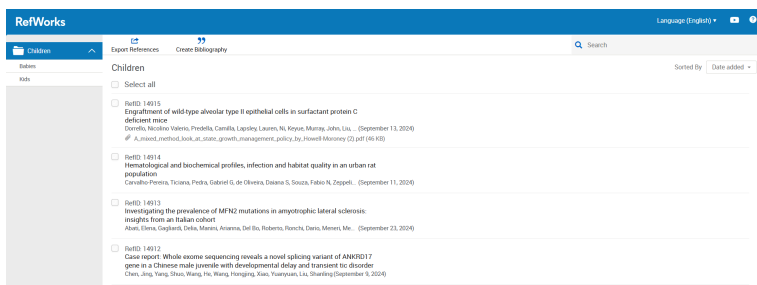 RefWorks
Language (English)
Children
Babies
Kids
Export References
Create Bibliography
Search
Children
Sorted By Date added
Select all
RefID: 14915
Engraftment of wild-type alveolar type II epithelial cells in surfactant protein C
deficient mice
Dorrello, Nicolino Valerio, Predella, Camilla, Lapsley, Lauren, Ni, Keyue, Murray, John, Liu, ... (September 13, 2024)
A_mixed_method_look_at_state_growth_management_policy_by_Howell-Moroney (2).pdf (46 KB)
RefID: 14914
Hematological and biochemical profiles, infection and habitat quality in an urban rat
population
Carvalho-Pereira, Ticiana, Pedra, Gabriel G, de Oliveira, Daiana S, Souza, Fabio N, Zeppeli... (September 11, 2024)
RefID: 14913
Investigating the prevalence of MFN2 mutations in amyotrophic lateral sclerosis:
insights from an Italian cohort
Abati, Elena, Gagliardi, Delia, Manini, Arianna, Del Bo, Roberto, Ronchi, Dario, Meneri, Me... (September 23, 2024)
RefID: 14912
Case report: Whole exome sequencing reveals a novel splicing variant of ANKRD17
gene in a Chinese male juvenile with developmental delay and transient tic disorder
Chen, Jing, Yang, Shuo, Wang, He, Wang, Hongjing, Xiao, Yuanyuan, Liu, Shanling (September 9, 2024)